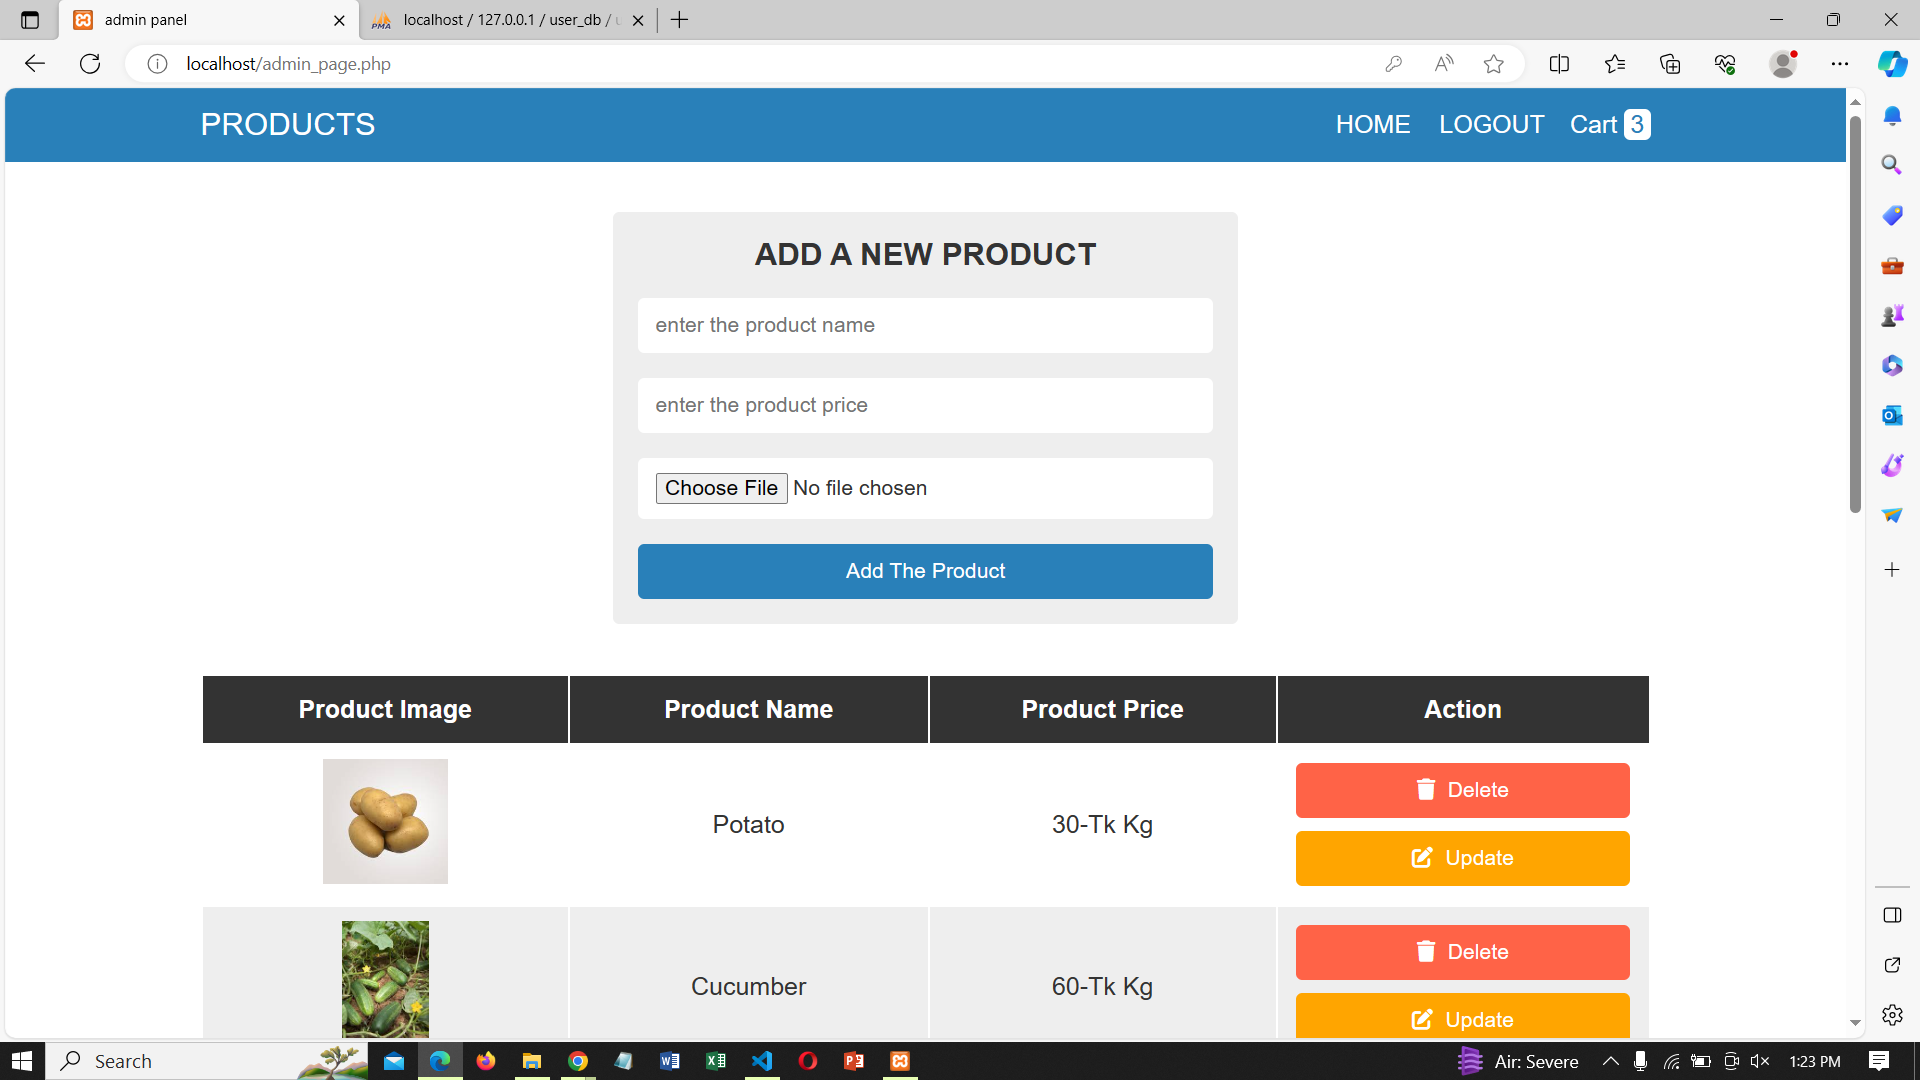 admin panel
localhost / 127.0.0.1 / user_db / u
localhost/admin_page.php
PRODUCTS
HOME LOGOUT Cart 3
ADD A NEW PRODUCT
enter the product name
enter the product price
Choose File No file chosen
Add The Product
Product Image Product Name Product Price Action
Potato 30-Tk Kg
Delete
Update
Cucumber 60-Tk Kg
Delete
Update
Search
Air: Severe
1:23 PM